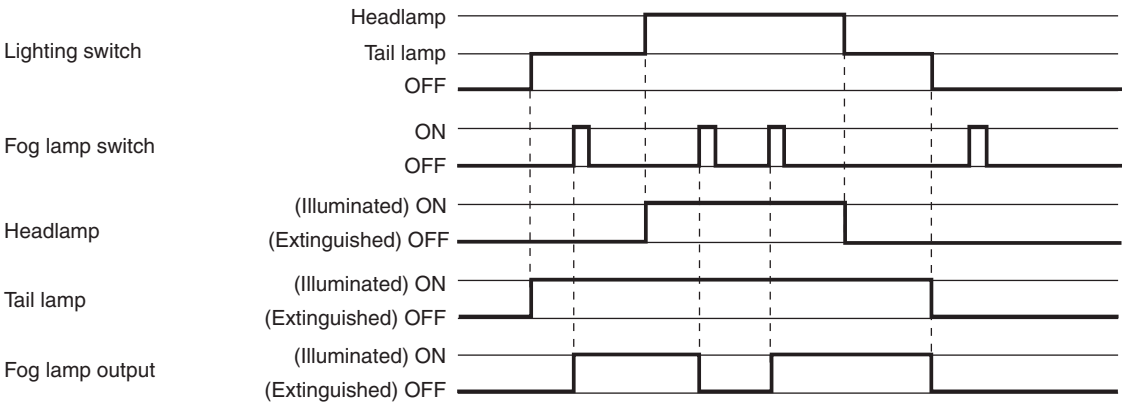 Lighting switch
Headlamp
Tail lamp
OFF
Fog lamp switch
ON
OFF
Headlamp
(Illuminated) ON
(Extinguished) OFF
Tail lamp
(Illuminated) ON
(Extinguished) OFF
Fog lamp output
(Illuminated) ON
(Extinguished) OFF